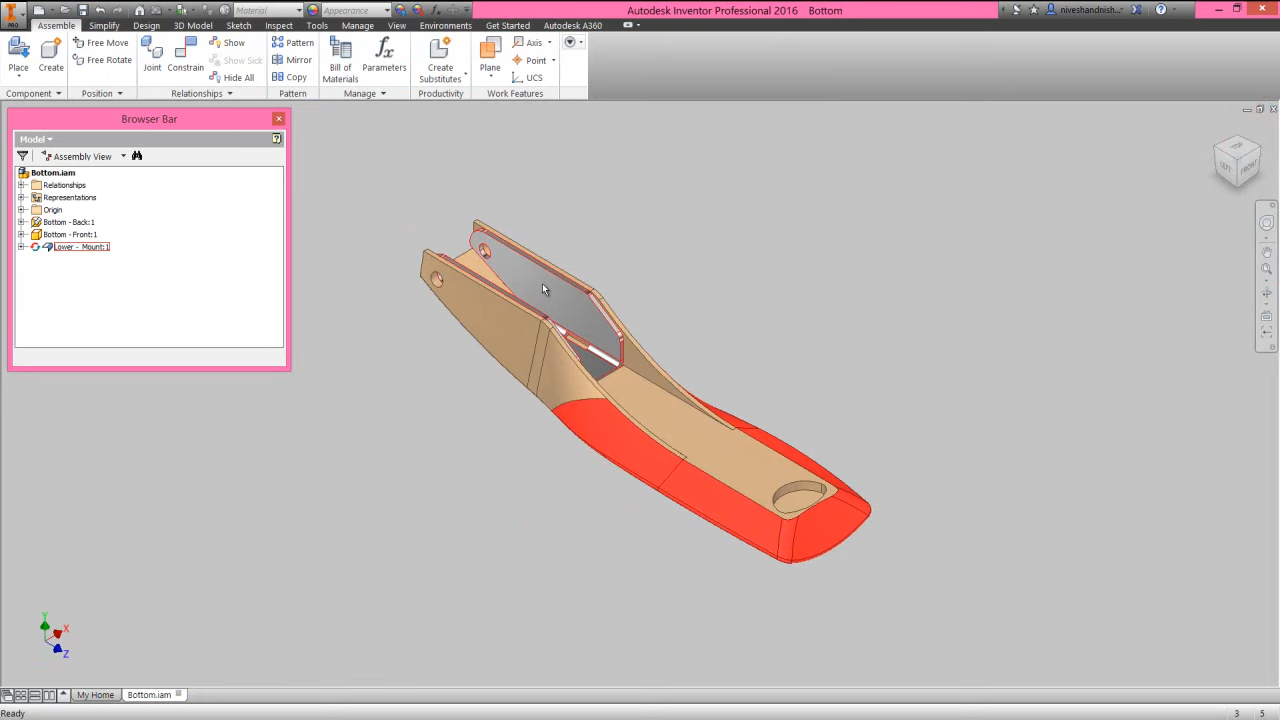 Autodesk Inventor Professional 2016 Bottom
niveshandnish...
Material
Appearance
PRO
Assemble Simplify Design 3D Model Sketch Inspect Tools Manage View Environments Get Started Autodesk A360
Place
Create
Free Move
Free Rotate
Joint
Constrain
Show
Show Sick
Hide All
Pattern
Mirror
Copy
Bill of
Materials
Parameters
Create
Substitutes
Plane
Axis
Point
UCS
Component Position Relationships Pattern Manage Productivity Work Features
Browser Bar
Model
Assembly View
Bottom.iam
Relationships
Representations
Origin
Bottom - Back:1
Bottom - Front:1
Lower - Mount:1
TOP
LEFT
FRONT
Y
X
Z
My Home
Bottom.iam
Ready
3 5